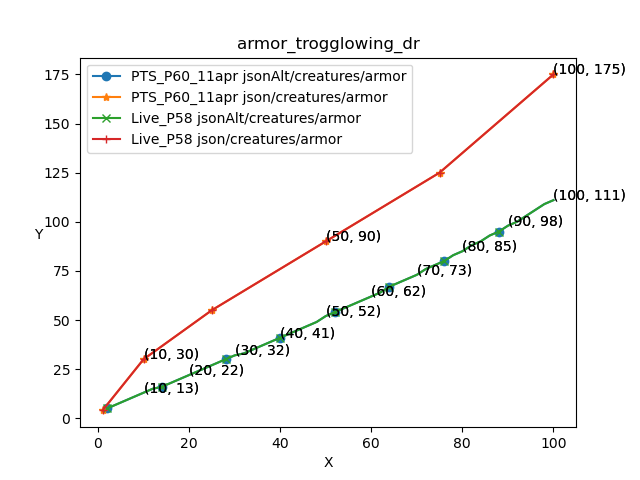 armor_trogglowing_dr
PTS_P60_11apr jsonAlt/creatures/armor
PTS_P60_11apr json/creatures/armor
Live_P58 jsonAlt/creatures/armor
Live_P58 json/creatures/armor
(100, 175)
(100, 111)
(90, 98)
(50, 90)
(80, 85)
(70, 73)
(60, 62)
(50, 52)
(40, 41)
(30, 32)
(10, 30)
(20, 22)
(10, 13)
175
150
125
100
75
50
25
0
Y
0 20 40 60 80 100
X